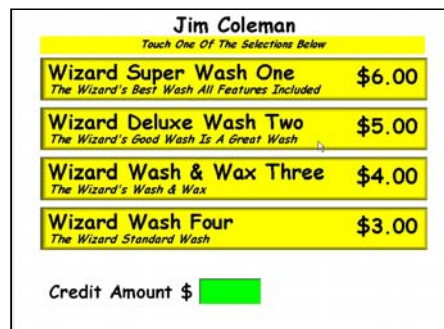 Jim Coleman
Touch One Of The Selections Below
Wizard Super Wash One $6.00
The Wizard's Best Wash All Features Included
Wizard Deluxe Wash Two $5.00
The Wizard's Good Wash Is A Great Wash
Wizard Wash & Wax Three $4.00
The Wizard's Wash & Wax
Wizard Wash Four $3.00
The Wizard Standard Wash
Credit Amount $